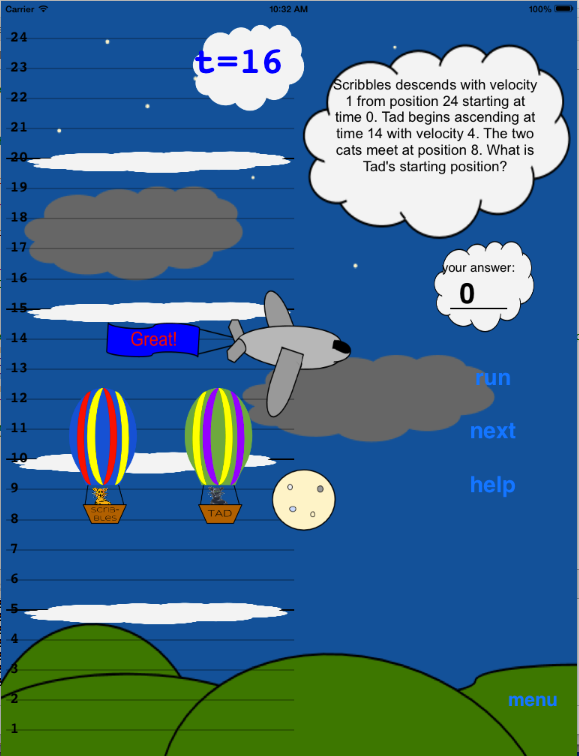 Carrier
10:32 AM
100%
24
23
22
21
20
19
18
17
16
15
14
13
12
11
10
9
8
7
6
5
4
3
2
1
t=16
Scribbles descends with velocity
1 from position 24 starting at
time 0. Tad begins ascending at
time 14 with velocity 4. The two
cats meet at position 8. What is
Tad's starting position?
your answer:
0
Great!
run
next
help
SCRIB-
BLES
TAD
menu